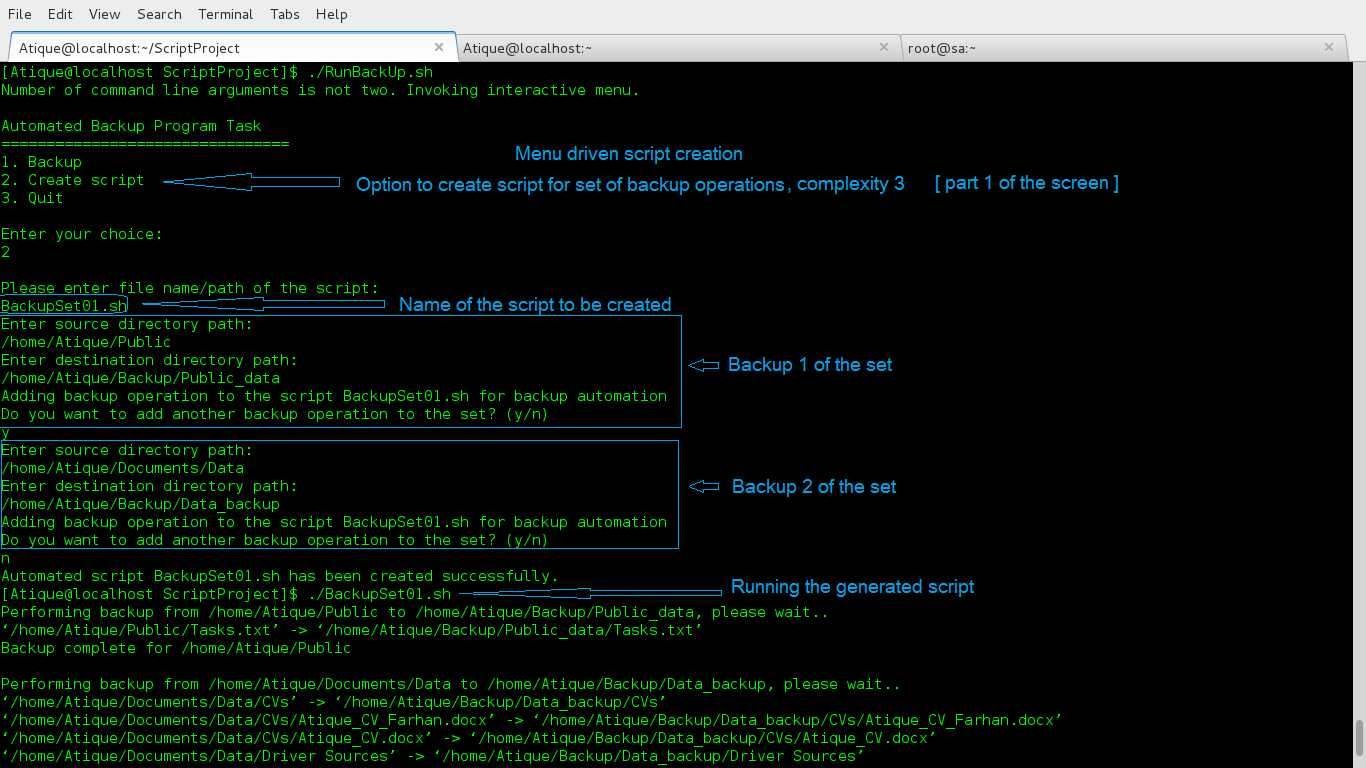 File Edit View Search Terminal Tabs Help
Atique@localhost:~/ScriptProject × Atique@localhost:~ × root@sa:~ ×
[Atique@localhost ScriptProject]$ ./RunBackUp.sh
Number of command line arguments is not two. Invoking interactive menu.
Automated Backup Program Task
================================
Menu driven script creation
1. Backup
2. Create script
Option to create script for set of backup operations, complexity 3 [ part 1 of the screen ]
3. Quit
Enter your choice:
2
Please enter file name/path of the script:
BackupSet01.sh
Name of the script to be created
Enter source directory path:
/home/Atique/Public
Enter destination directory path:
Backup 1 of the set
/home/Atique/Backup/Public_data
Adding backup operation to the script BackupSet01.sh for backup automation
Do you want to add another backup operation to the set? (y/n)
y
Enter source directory path:
/home/Atique/Documents/Data
Enter destination directory path:
Backup 2 of the set
/home/Atique/Backup/Data_backup
Adding backup operation to the script BackupSet01.sh for backup automation
Do you want to add another backup operation to the set? (y/n)
n
Automated script BackupSet01.sh has been created successfully.
[Atique@localhost ScriptProject]$ ./BackupSet01.sh
Running the generated script
Performing backup from /home/Atique/Public to /home/Atique/Backup/Public_data, please wait..
‘/home/Atique/Public/Tasks.txt’ -> ‘/home/Atique/Backup/Public_data/Tasks.txt’
Backup complete for /home/Atique/Public
Performing backup from /home/Atique/Documents/Data to /home/Atique/Backup/Data_backup, please wait..
‘/home/Atique/Documents/Data/CVs’ -> ‘/home/Atique/Backup/Data_backup/CVs’
‘/home/Atique/Documents/Data/CVs/Atique_CV_Farhan.docx’ -> ‘/home/Atique/Backup/Data_backup/CVs/Atique_CV_Farhan.docx’
‘/home/Atique/Documents/Data/CVs/Atique_CV.docx’ -> ‘/home/Atique/Backup/Data_backup/CVs/Atique_CV.docx’
‘/home/Atique/Documents/Data/Driver Sources’ -> ‘/home/Atique/Backup/Data_backup/Driver Sources’